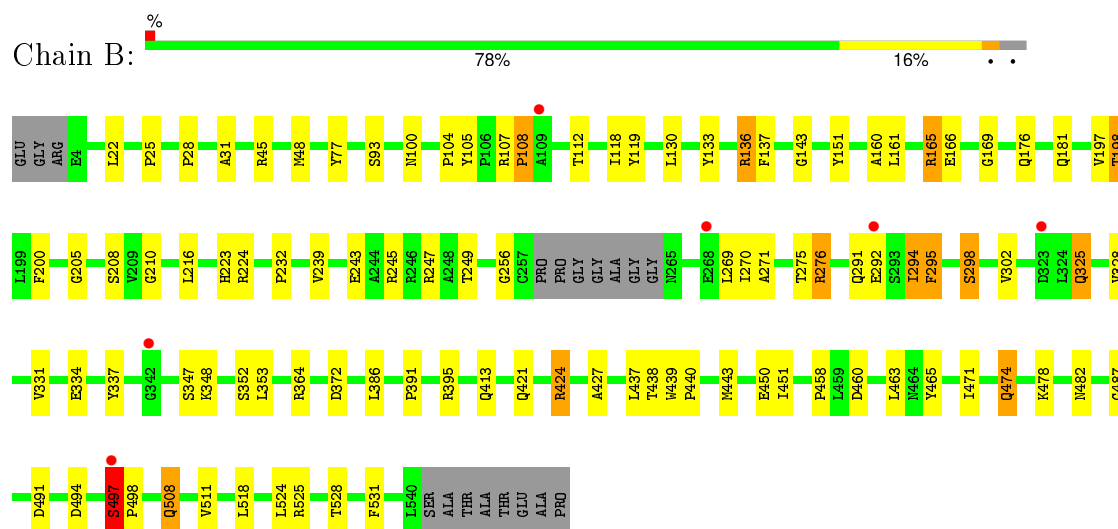 %
Chain B:
78% 16% • •
GLU GLY ARG E4 L22 P25 P28 A31 R45 M48 Y77 S93 N100 P104 Y105 P106 R107 P108 A109 T112 I118 Y119 L130 Y133 R136 F137 G143 Y151 A160 L161 R165 E166 G169 Q176 Q181 V197
L199 F200 G205 S208 V209 G210 L216 H223 R224 P232 V239 E243 A244 R245 R246 R247 A248 T249 G256 C257 PRO PRO GLY GLY ALA GLY GLY N265 E268 L269 I270 A271 T275 R276 Q291 E292 S293 I294 F295 S298 V302 D323 L324 Q325
V331 E334 Y337 G342 S347 K348 S352 L353 R364 D372 L386 P391 R395 Q413 Q421 R424 A427 L437 T438 W439 P440 M443 E450 I451 P458 L459 D460 L463 N464 Y465 I471 Q474 K478 N482
D491 D494 S497 P498 Q508 V511 L518 L524 R525 T528 F531 L540 SER ALA THR ALA ALA THR GLU ALA PRO